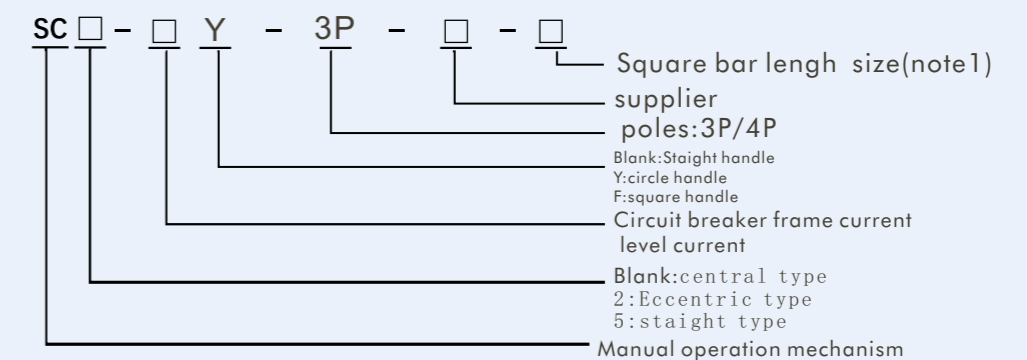 SC□-□Y-3P-□-□
Square bar lengh size(note1)
supplier
poles:3P/4P
Blank:Staight handle
Y:circle handle
F:square handle
Circuit breaker frame current
level current
Blank:central type
2:Eccentric type
5:staight type
Manual operation mechanism